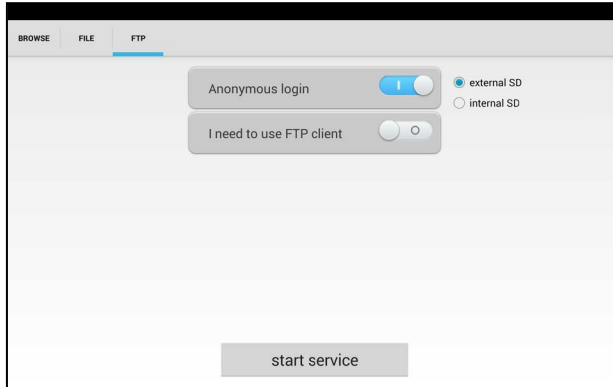 BROWSE FILE FTP
Anonymous login
external SD
internal SD
I need to use FTP client
start service